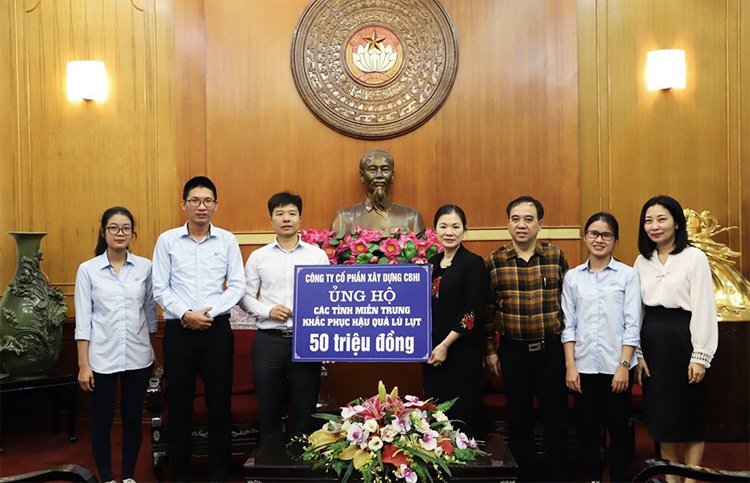 CÔNG TY CỔ PHẦN XÂY DỰNG CBHI
ỦNG HỘ
CÁC TỈNH MIỀN TRUNG
KHẮC PHỤC HẬU QUẢ LŨ LỤT
50 triệu đồng